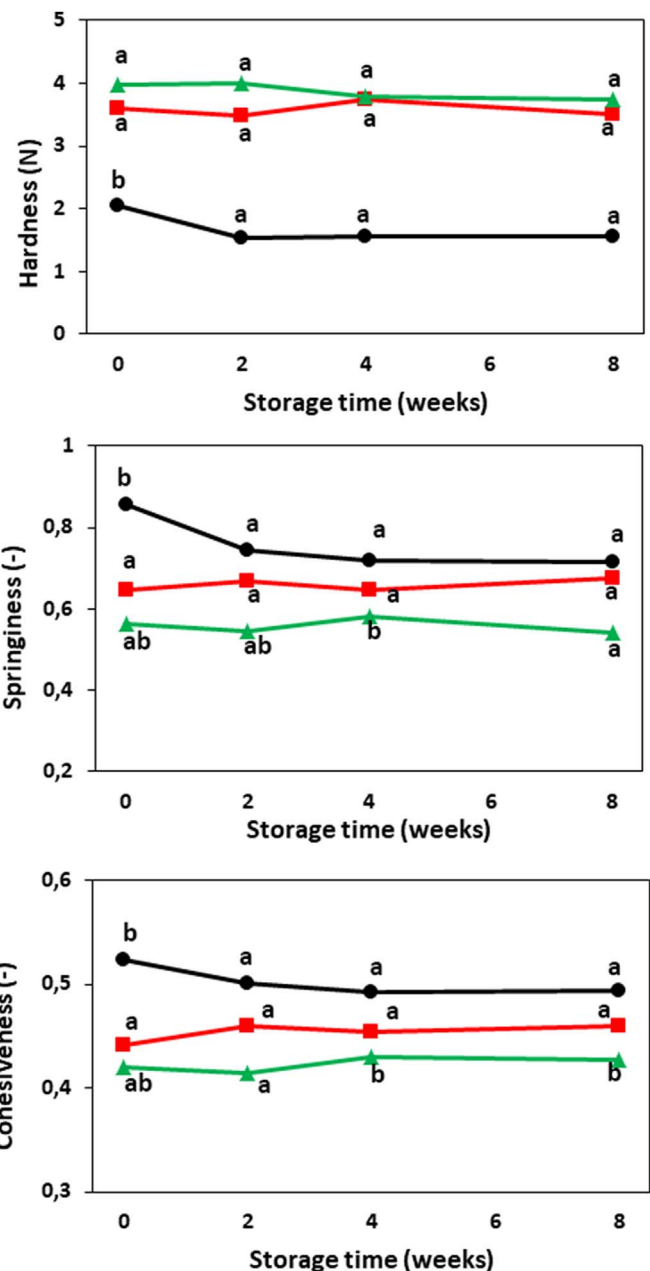 5
a
a
a
a
4
a
a
a
a
3
b
a
a
a
2
1
0
Hardness (N)
0 2 4 6 8
Storage time (weeks)
1
b
a
a
a
0,8
a
a
a
a
0,6
ab
ab
b
a
0,4
0,2
Springiness (-)
0 2 4 6 8
Storage time (weeks)
0,6
b
a
a
a
0,5
a
a
a
a
0,4
ab
a
b
b
0,3
Cohesiveness (-)
0 2 4 6 8
Storage time (weeks)